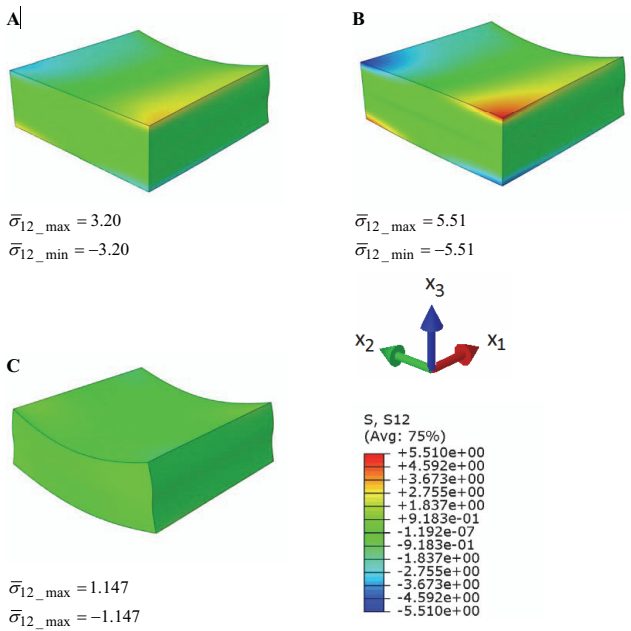 A
B
σ̅12_max = 3.20
σ̅12_min = −3.20
σ̅12_max = 5.51
σ̅12_min = −5.51
x3
x2
x1
C
S, S12
(Avg: 75%)
+5.510e+00
+4.592e+00
+3.673e+00
+2.755e+00
+1.837e+00
+9.183e-01
-1.192e-07
-9.183e-01
-1.837e+00
-2.755e+00
-3.673e+00
-4.592e+00
-5.510e+00
σ̅12_max = 1.147
σ̅12_max = −1.147